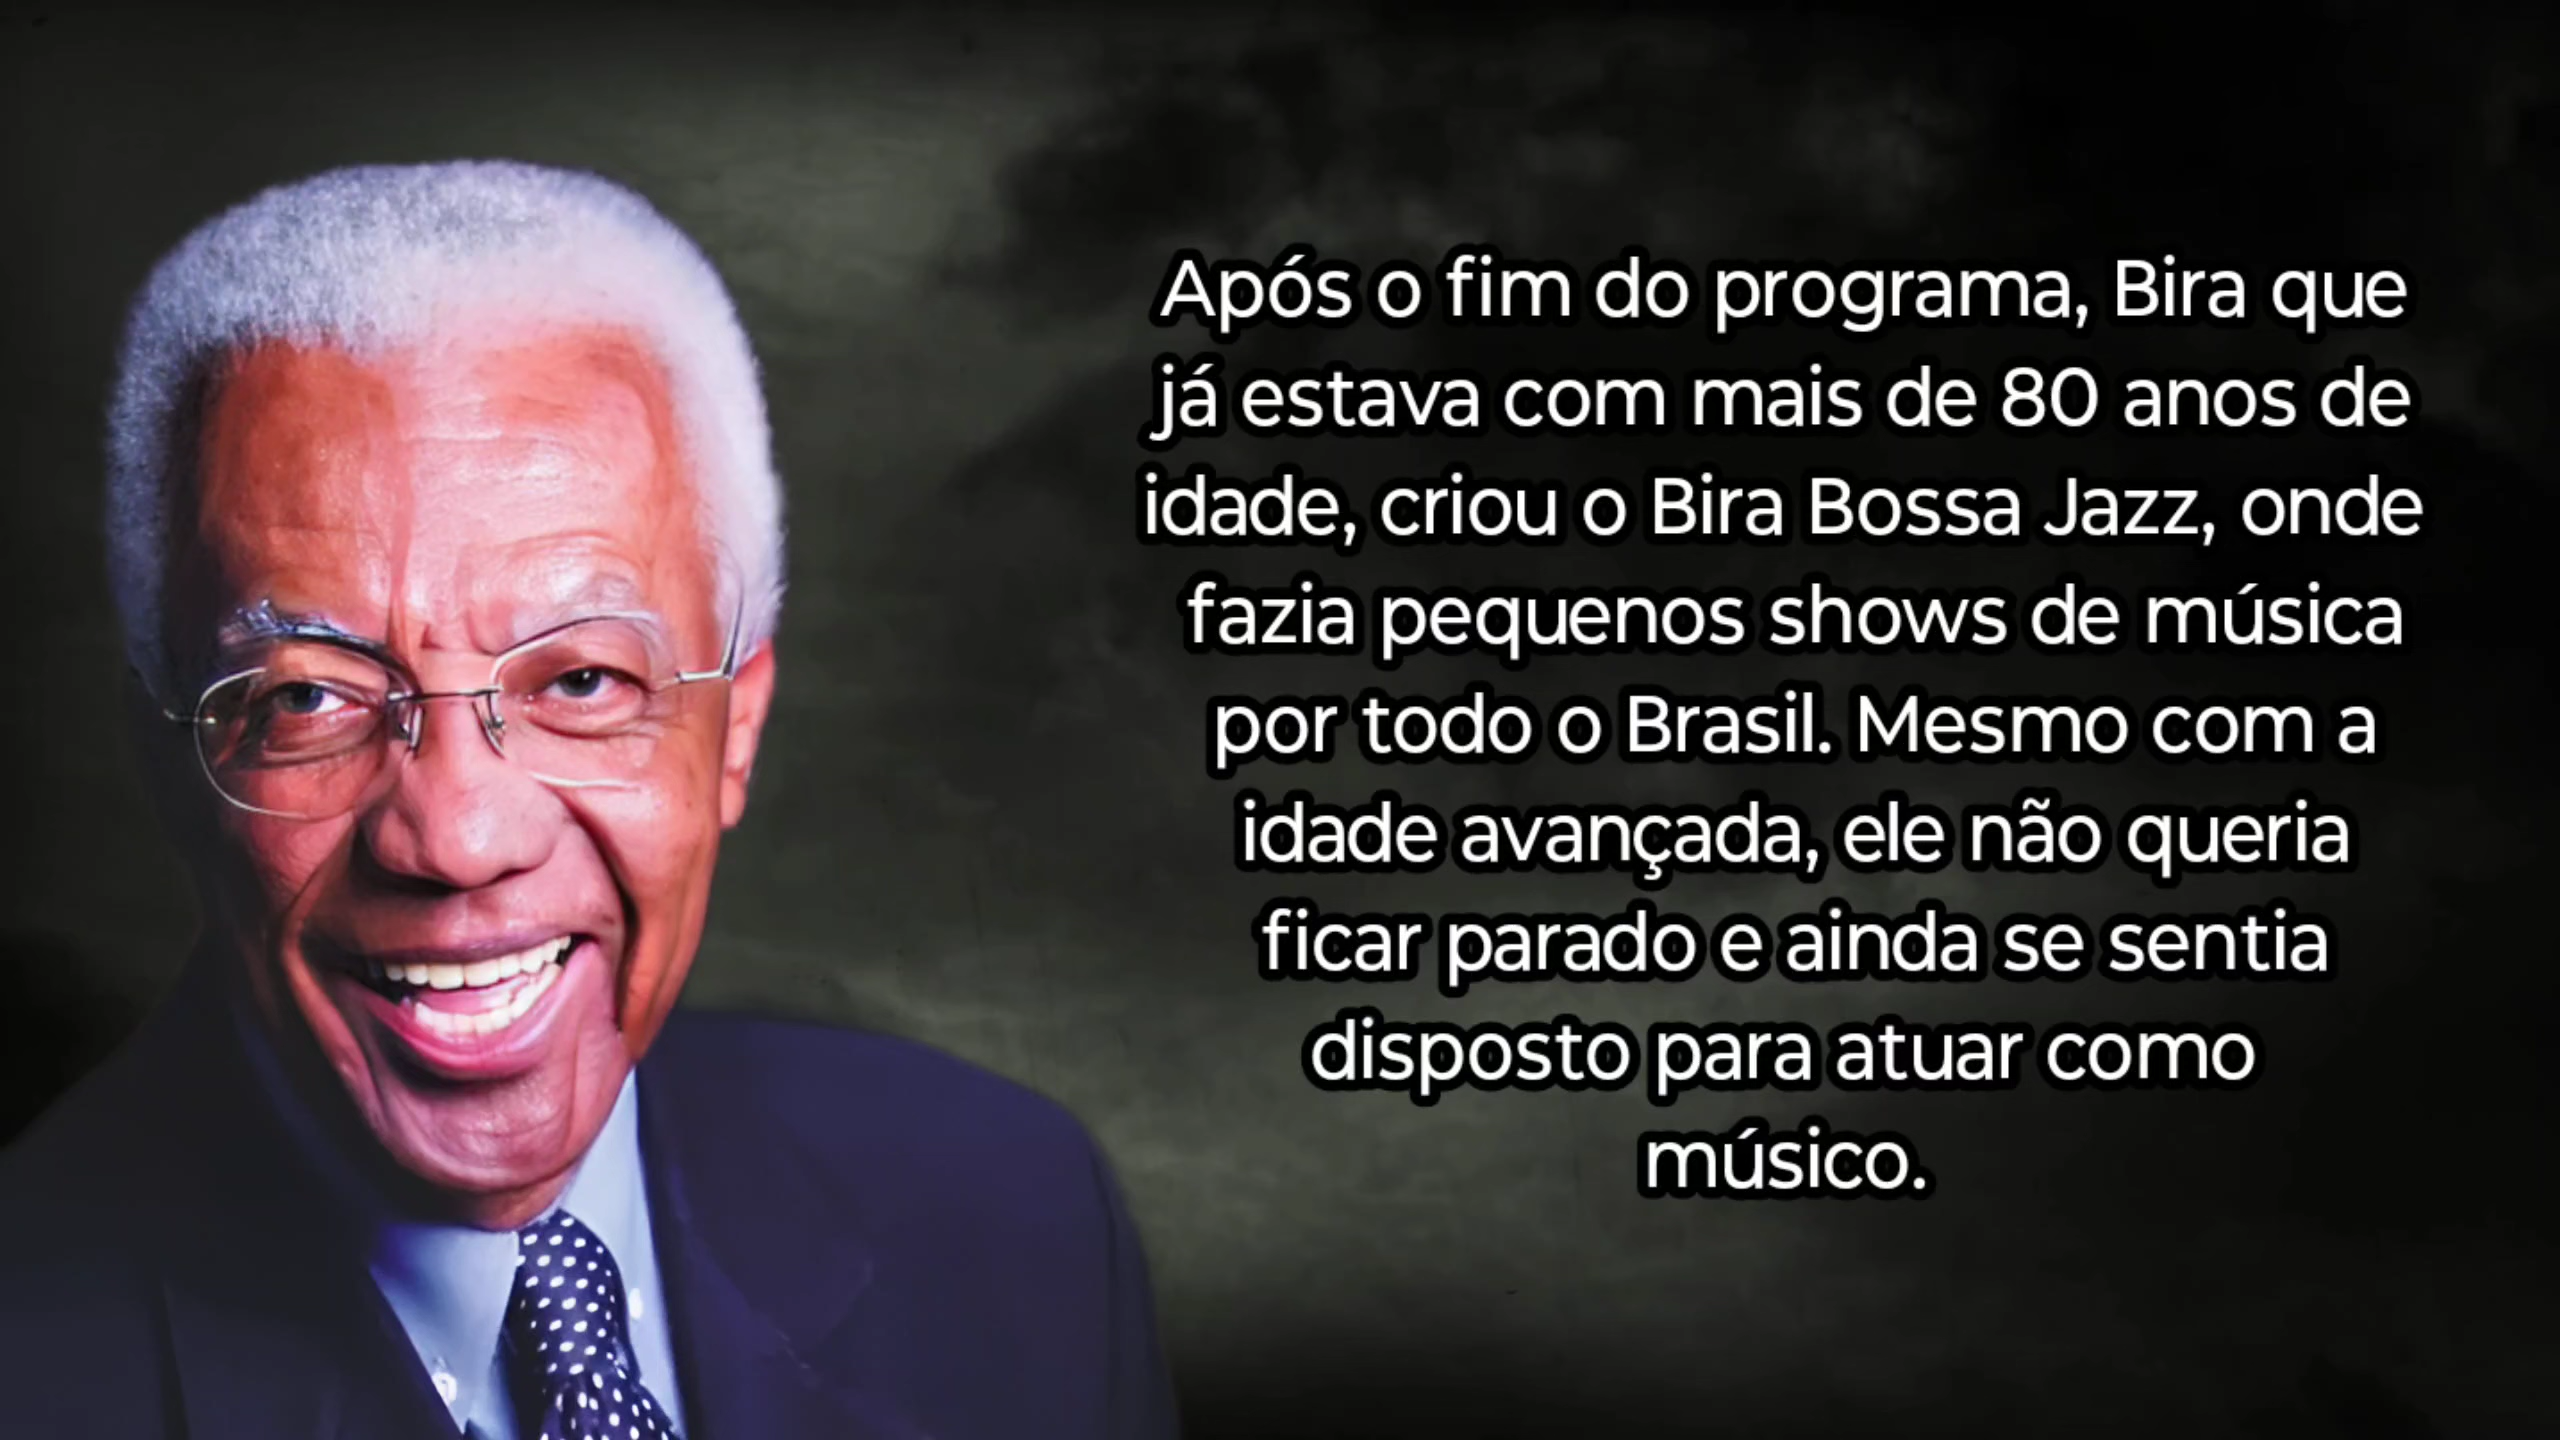 Após o fim do programa, Bira que
já estava com mais de 80 anos de
idade, criou o Bira Bossa Jazz, onde
fazia pequenos shows de música
por todo o Brasil. Mesmo com a
idade avançada, ele não queria
ficar parado e ainda se sentia
disposto para atuar como
músico.